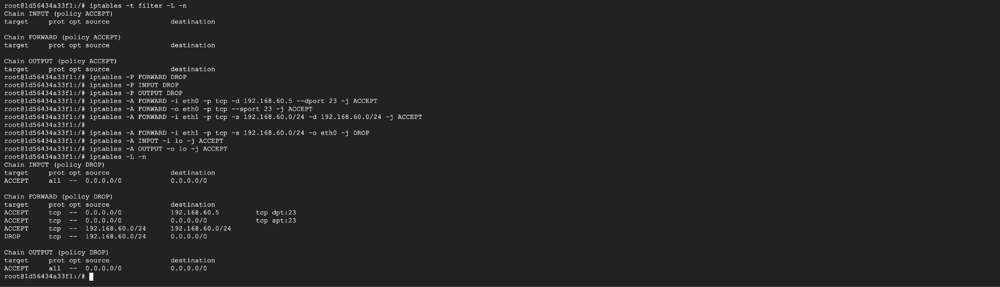 root@1d56434a33f1:/# iptables -t filter -L -n
Chain INPUT (policy ACCEPT)
target     prot opt source               destination

Chain FORWARD (policy ACCEPT)
target     prot opt source               destination

Chain OUTPUT (policy ACCEPT)
target     prot opt source               destination
root@1d56434a33f1:/# iptables -P FORWARD DROP
root@1d56434a33f1:/# iptables -P INPUT DROP
root@1d56434a33f1:/# iptables -P OUTPUT DROP
root@1d56434a33f1:/# iptables -A FORWARD -i eth0 -p tcp -d 192.168.60.5 --dport 23 -j ACCEPT
root@1d56434a33f1:/# iptables -A FORWARD -o eth0 -p tcp --sport 23 -j ACCEPT
root@1d56434a33f1:/# iptables -A FORWARD -i eth1 -p tcp -s 192.168.60.0/24 -d 192.168.60.0/24 -j ACCEPT
root@1d56434a33f1:/#
root@1d56434a33f1:/# iptables -A FORWARD -i eth1 -p tcp -s 192.168.60.0/24 -o eth0 -j DROP
root@1d56434a33f1:/# iptables -A INPUT -i lo -j ACCEPT
root@1d56434a33f1:/# iptables -A OUTPUT -o lo -j ACCEPT
root@1d56434a33f1:/# iptables -L -n
Chain INPUT (policy DROP)
target     prot opt source               destination
ACCEPT     all  --  0.0.0.0/0            0.0.0.0/0

Chain FORWARD (policy DROP)
target     prot opt source               destination
ACCEPT     tcp  --  0.0.0.0/0            192.168.60.5         tcp dpt:23
ACCEPT     tcp  --  0.0.0.0/0            0.0.0.0/0            tcp spt:23
ACCEPT     tcp  --  192.168.60.0/24      192.168.60.0/24
DROP       tcp  --  192.168.60.0/24      0.0.0.0/0

Chain OUTPUT (policy DROP)
target     prot opt source               destination
ACCEPT     all  --  0.0.0.0/0            0.0.0.0/0
root@1d56434a33f1:/#